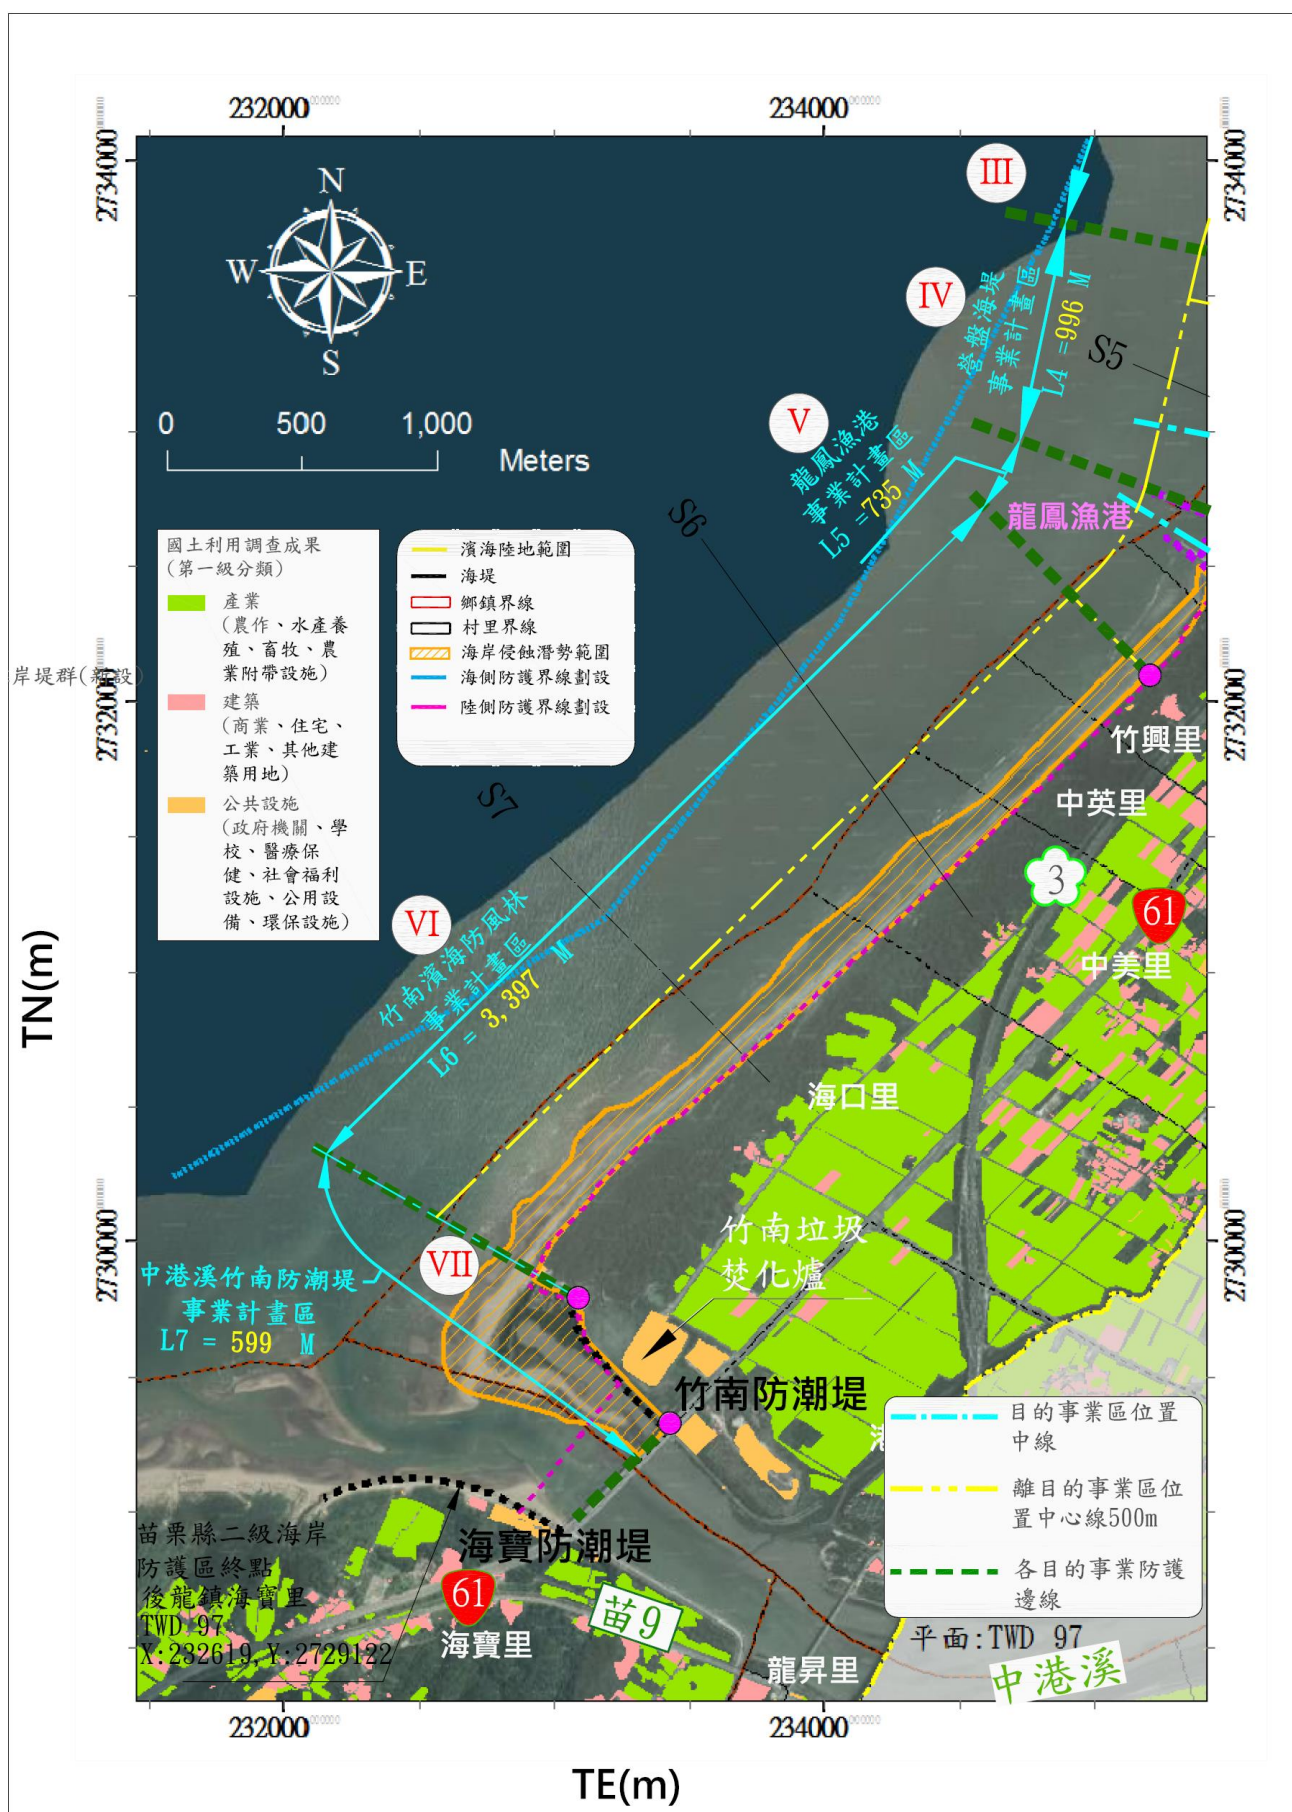 232000
234000
2734000
2734000
N
W
E
S
III
IV
營盤海堤
事業計畫區
L4 =996 M
S5
0
500
1,000
Meters
V
龍鳳漁港
事業計畫區
L5 =735 M
S6
龍鳳漁港
國土利用調查成果
(第一級分類)
產業
(農作、水產養
殖、畜牧、農
業附帶設施)
建築
(商業、住宅、
工業、其他建
築用地)
公共設施
(政府機關、學
校、醫療保
健、社會福利
設施、公用設
備、環保設施)
濱海陸地範圍
海堤
鄉鎮界線
村里界線
海岸侵蝕潛勢範圍
海側防護界線劃設
陸側防護界線劃設
岸堤群(新設)
2732000
2732000
竹興里
中英里
S7
3
61
中美里
VI
竹南濱海防風林
事業計畫區
L6 = 3,397 M
TN(m)
海口里
2730000
2730000
竹南垃圾
焚化爐
VII
中港溪竹南防潮堤
事業計畫區
L7 = 599 M
竹南防潮堤
目的事業區位置
中線
離目的事業區位
置中心線500m
各目的事業防護
邊線
平面:TWD 97
苗栗縣二級海岸
防護區終點
後龍鎮海寶里
TWD 97
X:232619,Y:2729122
海寶防潮堤
61
海寶里
苗9
龍昇里
中港溪
232000
234000
TE(m)